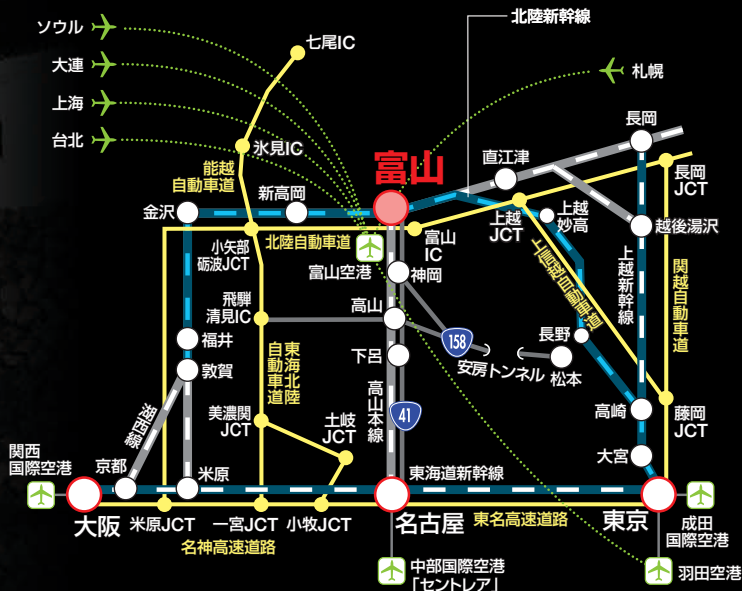 ソウル
大連
上海
台北
七尾IC
氷見IC
能越
自動車道
北陸新幹線
札幌
長岡
直江津
富山
長岡
JCT
金沢
新高岡
上越
JCT
上越
妙高
越後湯沢
小矢部
砺波JCT
北陸自動車道
富山
IC
富山空港
神岡
上信越自動車道
上越新幹線
関越自動車道
飛騨
清見IC
高山
158
長野
福井
敦賀
東海北陸
自動車道
下呂
安房トンネル
松本
湖西線
美濃関
JCT
土岐
JCT
高山本線
41
高崎
藤岡
JCT
大宮
関西
国際空港
京都
米原
東海道新幹線
大阪
米原JCT
一宮JCT
小牧JCT
名古屋
東名高速道路
東京
成田
国際空港
名神高速道路
中部国際空港
「セントレア」
羽田空港